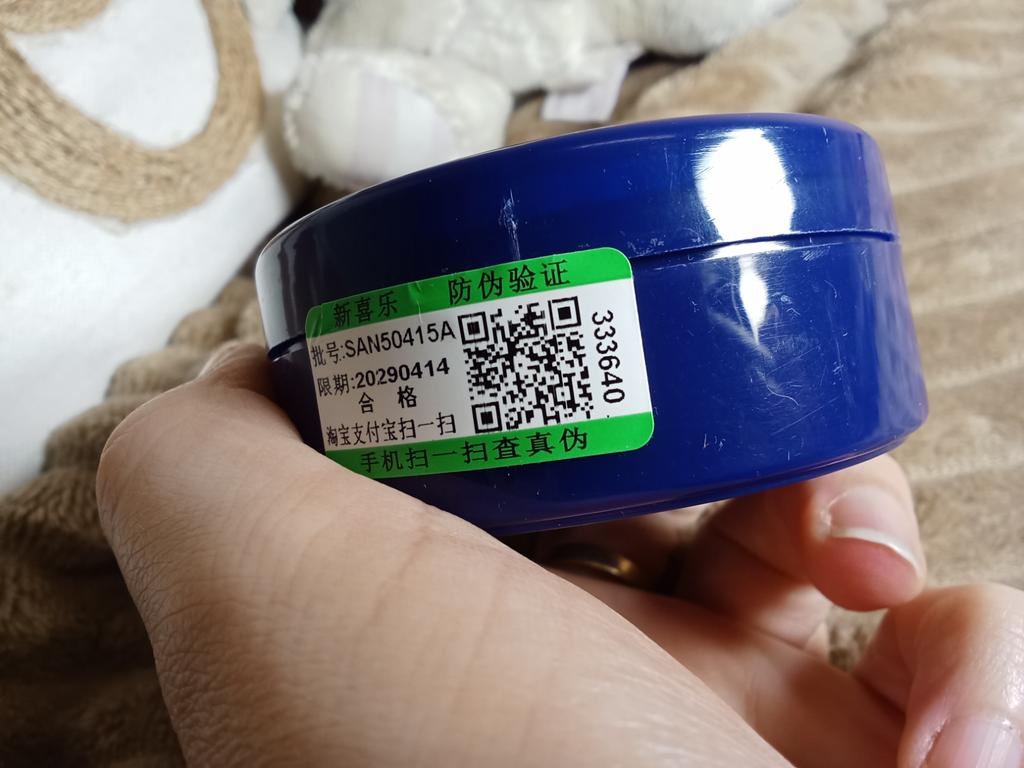 新喜乐 防伪验证
批号:SAN50415A
限期:20290414
合 格
淘宝支付宝扫一扫
333640
手机扫一扫查真伪